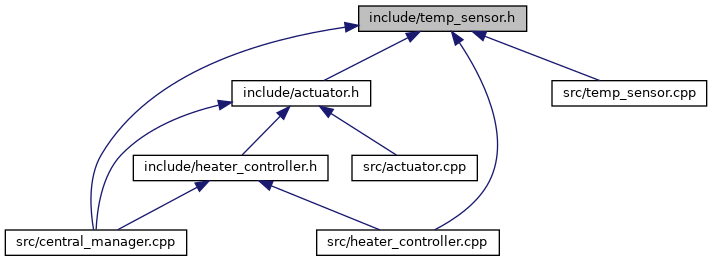 include/temp_sensor.h
include/actuator.h
src/temp_sensor.cpp
include/heater_controller.h
src/actuator.cpp
src/central_manager.cpp
src/heater_controller.cpp